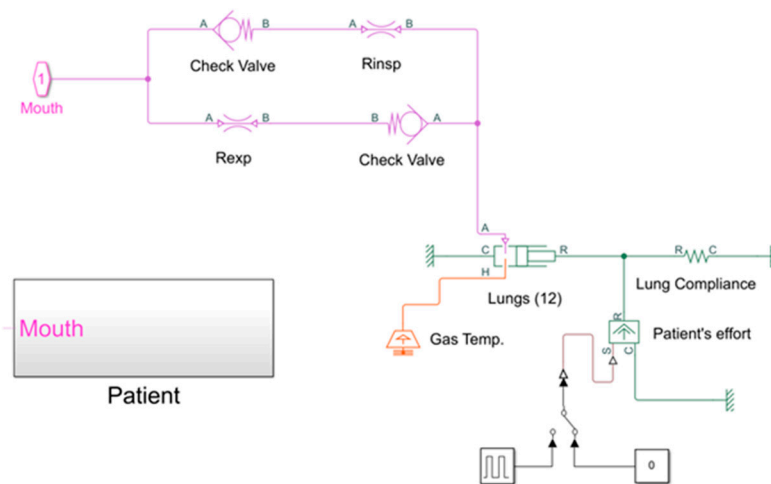 A B A B
Check Valve Rinsp
1
Mouth
A B B A
Rexp Check Valve
A
C R R C
H
Lungs (12) Lung Compliance
R
Mouth Gas Temp. S C Patient's effort
Patient
0